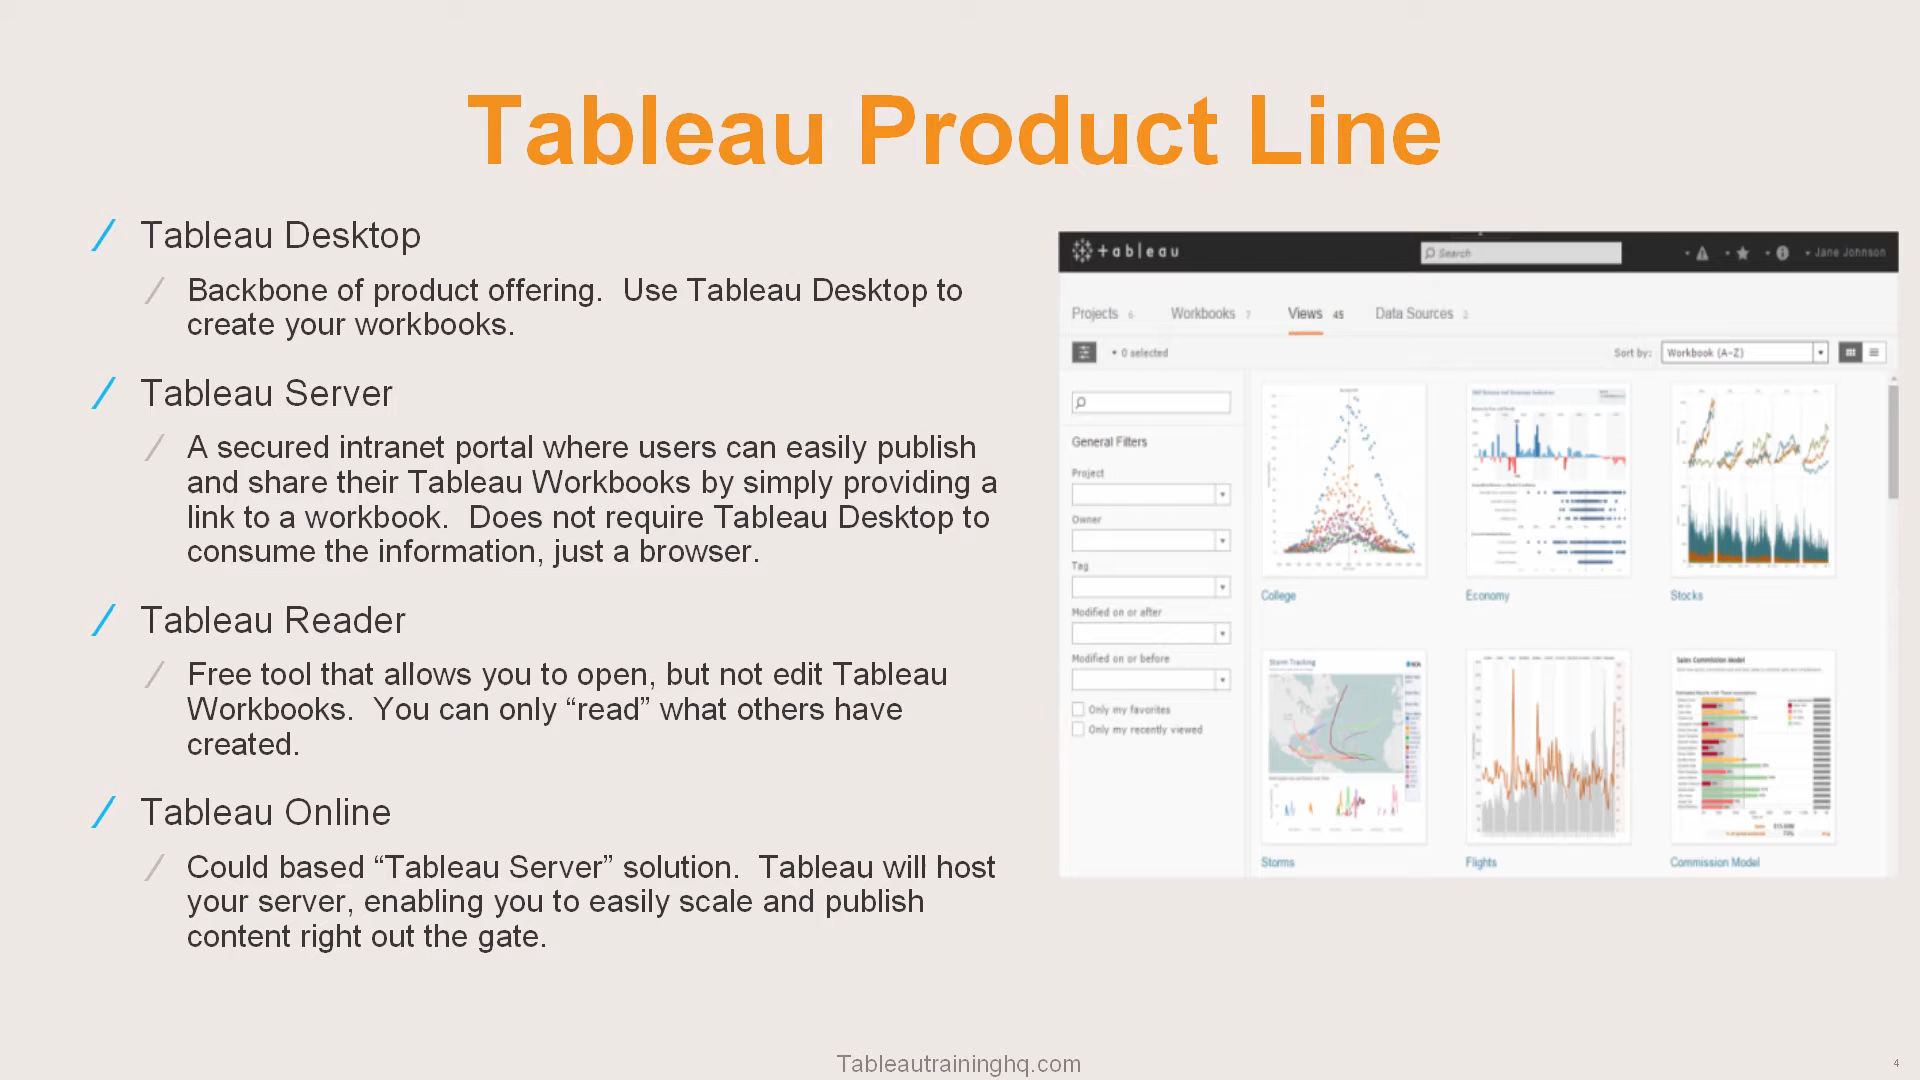 Tableau Product Line
Tableau Desktop
Backbone of product offering.  Use Tableau Desktop to
create your workbooks.
Tableau Server
A secured intranet portal where users can easily publish
and share their Tableau Workbooks by simply providing a
link to a workbook.  Does not require Tableau Desktop to
consume the information, just a browser.
Tableau Reader
Free tool that allows you to open, but not edit Tableau
Workbooks.  You can only “read” what others have
created.
Tableau Online
Could based “Tableau Server” solution.  Tableau will host
your server, enabling you to easily scale and publish
content right out the gate.
+ a b | e a u
Search
Jane Johnson
Projects 6 Workbooks 7 Views 45 Data Sources 2
0 selected
Sort by: Workbook (A-Z)
General Filters
Project
Owner
Tag
Modified on or after
Modified on or before
Only my favorites
Only my recently viewed
College Economy Stocks
Storm Tracking
Sales Commission Model
Storms Flights Commission Model
Tableautraininghq.com
4